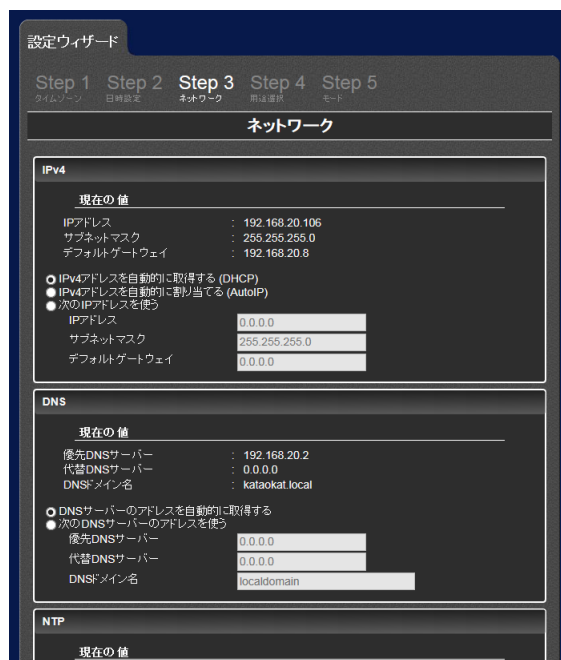 設定ウィザード
Step 1 Step 2 Step 3 Step 4 Step 5
タイムゾーン 日時設定 ネットワーク 用途選択 モード
ネットワーク
IPv4
現在の値
IPアドレス : 192.168.20.106
サブネットマスク : 255.255.255.0
デフォルトゲートウェイ : 192.168.20.8
IPv4アドレスを自動的に取得する (DHCP)
IPv4アドレスを自動的に割り当てる (AutoIP)
次のIPアドレスを使う
IPアドレス 0.0.0.0
サブネットマスク 255.255.255.0
デフォルトゲートウェイ 0.0.0.0
DNS
現在の値
優先DNSサーバー : 192.168.20.2
代替DNSサーバー : 0.0.0.0
DNSドメイン名 : kataokat.local
DNSサーバーのアドレスを自動的に取得する
次のDNSサーバーのアドレスを使う
優先DNSサーバー 0.0.0.0
代替DNSサーバー 0.0.0.0
DNSドメイン名 localdomain
NTP
現在の値